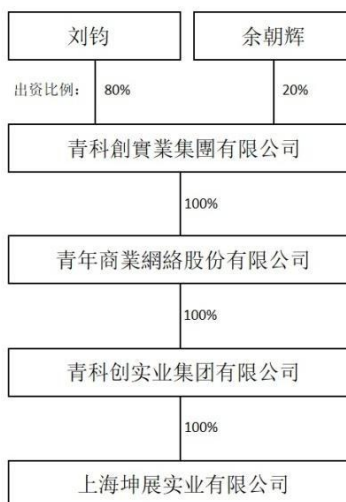 刘钧 余朝辉
出资比例： 80% 20%
青科創實業集團有限公司
100%
青年商業網絡股份有限公司
100%
青科创实业集团有限公司
100%
上海坤展实业有限公司